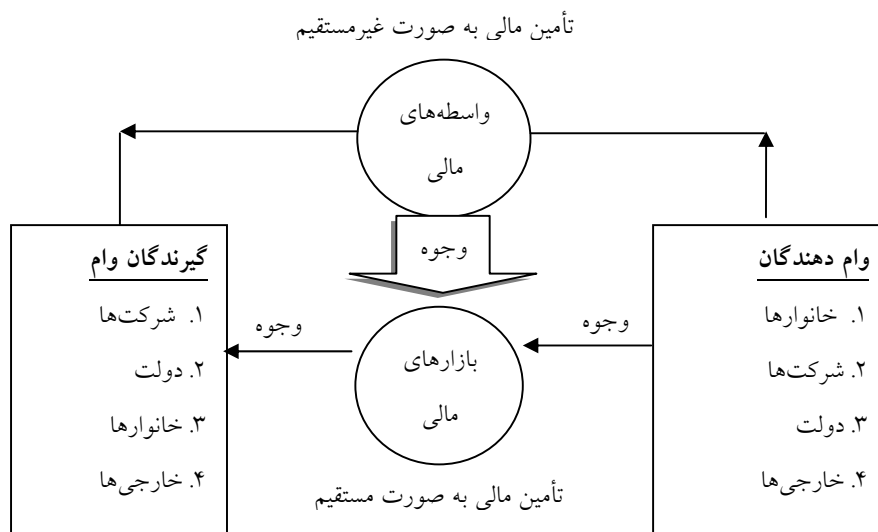 تأمین مالی به صورت غیرمستقیم
واسطه‌های
مالی
وجوه
وام دهندگان
۱. خانوارها
۲. شرکت‌ها
۳. دولت
۴. خارجی‌ها
وجوه
بازارهای
مالی
وجوه
گیرندگان وام
۱. شرکت‌ها
۲. دولت
۳. خانوارها
۴. خارجی‌ها
تأمین مالی به صورت مستقیم